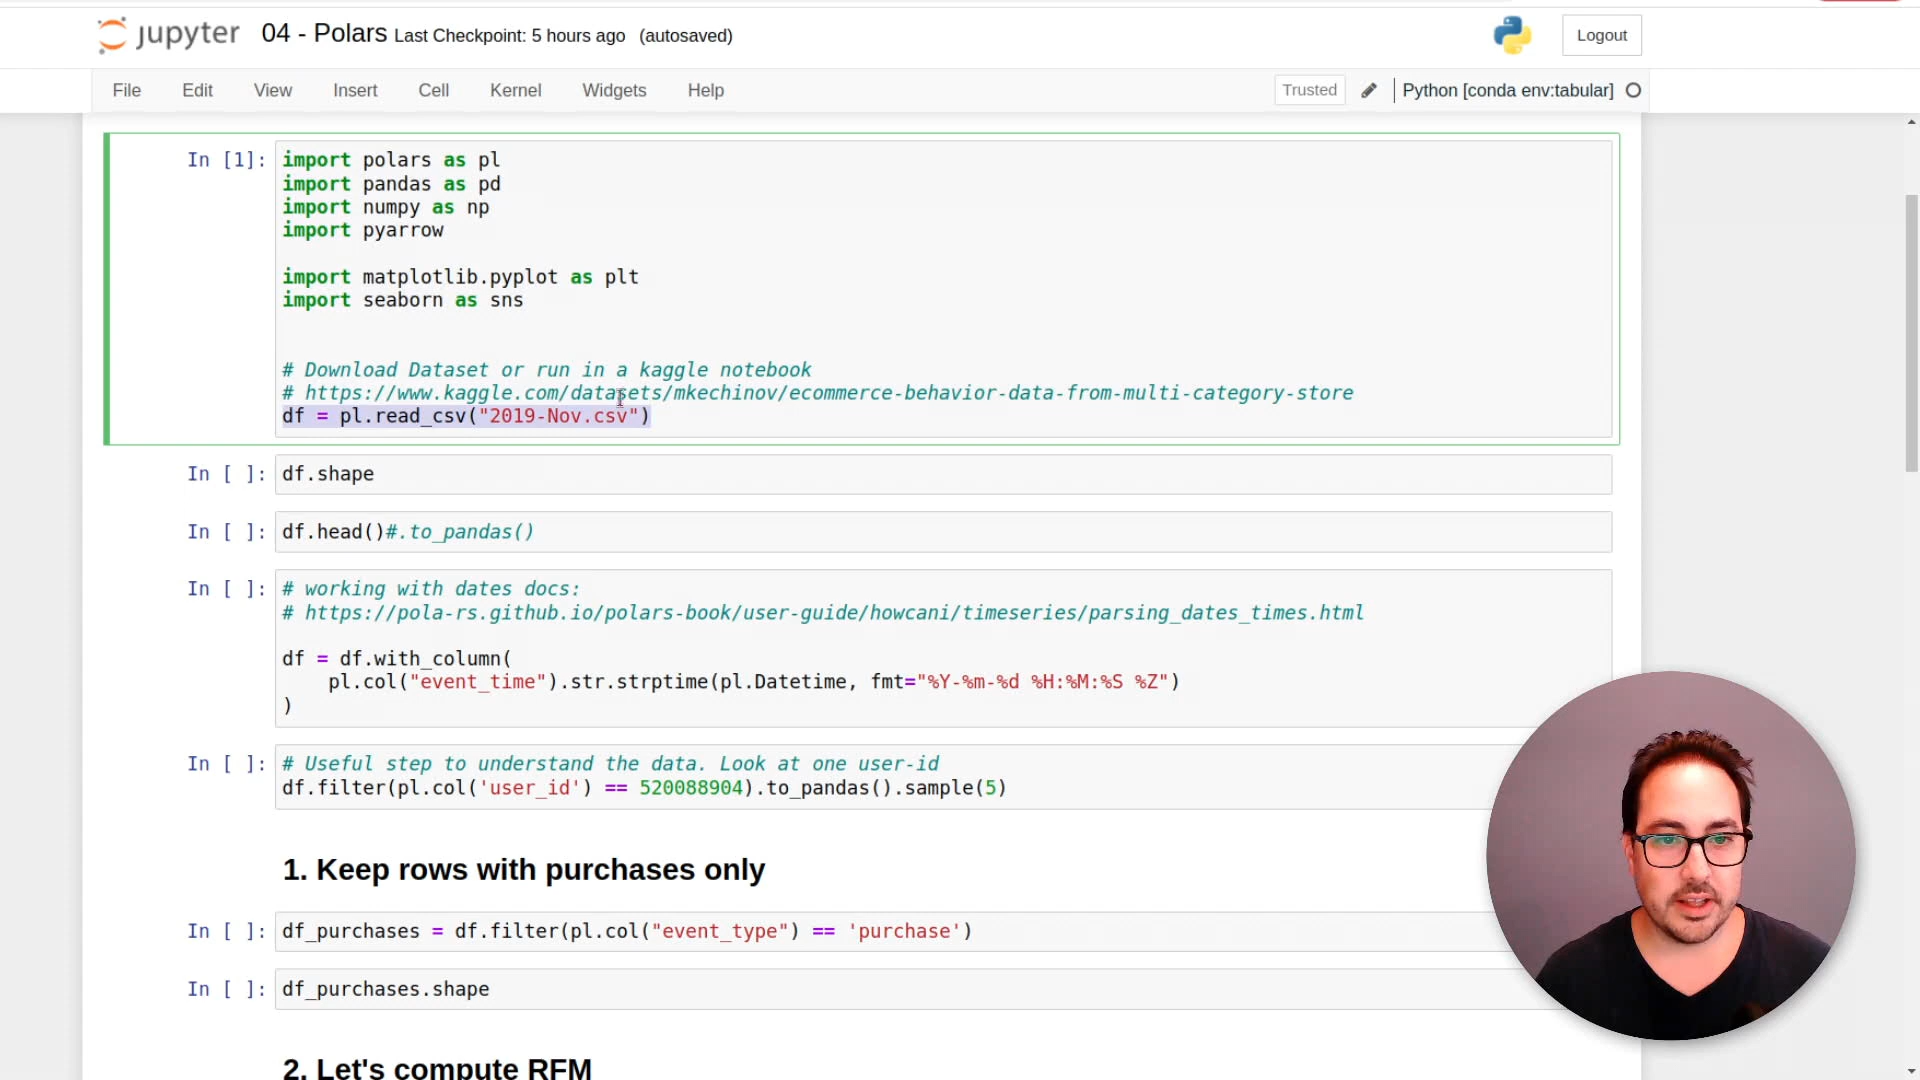 jupyter 04 - Polars Last Checkpoint: 5 hours ago (autosaved) Logout
File Edit View Insert Cell Kernel Widgets Help Trusted Python [conda env:tabular]
In [1]: import polars as pl
import pandas as pd
import numpy as np
import pyarrow
import matplotlib.pyplot as plt
import seaborn as sns
# Download Dataset or run in a kaggle notebook
# https://www.kaggle.com/datasets/mkechinov/ecommerce-behavior-data-from-multi-category-store
df = pl.read_csv("2019-Nov.csv")
In [ ]: df.shape
In [ ]: df.head()#.to_pandas()
In [ ]: # working with dates docs:
# https://pola-rs.github.io/polars-book/user-guide/howcani/timeseries/parsing_dates_times.html
df = df.with_column(
pl.col("event_time").str.strptime(pl.Datetime, fmt="%Y-%m-%d %H:%M:%S %Z")
)
In [ ]: # Useful step to understand the data. Look at one user-id
df.filter(pl.col('user_id') == 520088904).to_pandas().sample(5)
1. Keep rows with purchases only
In [ ]: df_purchases = df.filter(pl.col("event_type") == 'purchase')
In [ ]: df_purchases.shape
2. Let's compute RFM